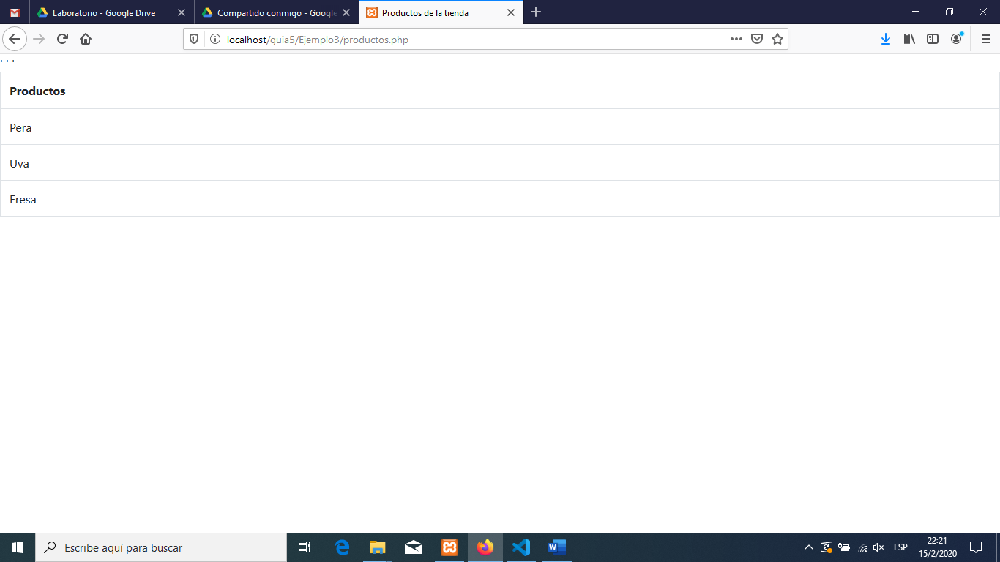 Laboratorio - Google Drive
Compartido conmigo - Google
Productos de la tienda
localhost/guia5/Ejemplo3/productos.php
' ' '
Productos
Pera
Uva
Fresa
Escribe aquí para buscar
ESP
22:21
15/2/2020